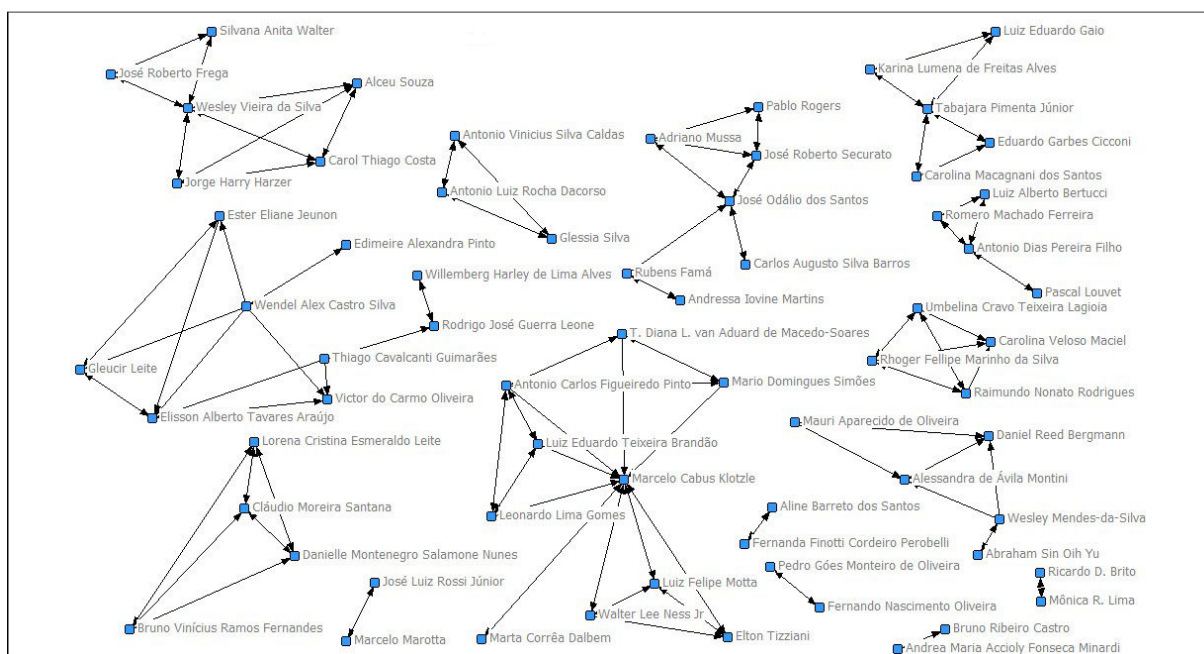 Silvana Anita Walter
José Roberto Frega
Alceu Souza
Wesley Vieira da Silva
Carol Thiago Costa
Jorge Harry Harzer
Antonio Vinicius Silva Caldas
Antonio Luiz Rocha Dacorso
Glessia Silva
Pablo Rogers
Adriano Mussa
José Roberto Securato
José Odálio dos Santos
Carlos Augusto Silva Barros
Rubens Famá
Andressa Iovine Martins
Luiz Eduardo Gaio
Karina Lumena de Freitas Alves
Tabajara Pimenta Júnior
Eduardo Garbes Cicconi
Carolina Macagnani dos Santos
Luiz Alberto Bertucci
Romero Machado Ferreira
Antonio Dias Pereira Filho
Pascal Louvet
Ester Eliane Jeunon
Edimeire Alexandra Pinto
Wendel Alex Castro Silva
Gleucir Leite
Willemberg Harley de Lima Alves
Rodrigo José Guerra Leone
Thiago Cavalcanti Guimarães
Victor do Carmo Oliveira
Elisson Alberto Tavares Araújo
Umbelina Cravo Teixeira Lagioia
Carolina Veloso Maciel
Rhoger Fellipe Marinho da Silva
Raimundo Nonato Rodrigues
T. Diana L. van Aduard de Macedo-Soares
Antonio Carlos Figueiredo Pinto
Mario Domingues Simões
Luiz Eduardo Teixeira Brandão
Marcelo Cabus Klotzle
Leonardo Lima Gomes
Luiz Felipe Motta
Walter Lee Ness Jr
Marta Corrêa Dalbem
Elton Tizziani
Mauri Aparecido de Oliveira
Daniel Reed Bergmann
Alessandra de Ávila Montini
Wesley Mendes-da-Silva
Abraham Sin Oih Yu
Lorena Cristina Esmeraldo Leite
Cláudio Moreira Santana
Danielle Montenegro Salamone Nunes
Bruno Vinícius Ramos Fernandes
José Luiz Rossi Júnior
Marcelo Marotta
Aline Barreto dos Santos
Fernanda Finotti Cordeiro Perobelli
Pedro Góes Monteiro de Oliveira
Fernando Nascimento Oliveira
Ricardo D. Brito
Mônica R. Lima
Bruno Ribeiro Castro
Andrea Maria Accioly Fonseca Minardi